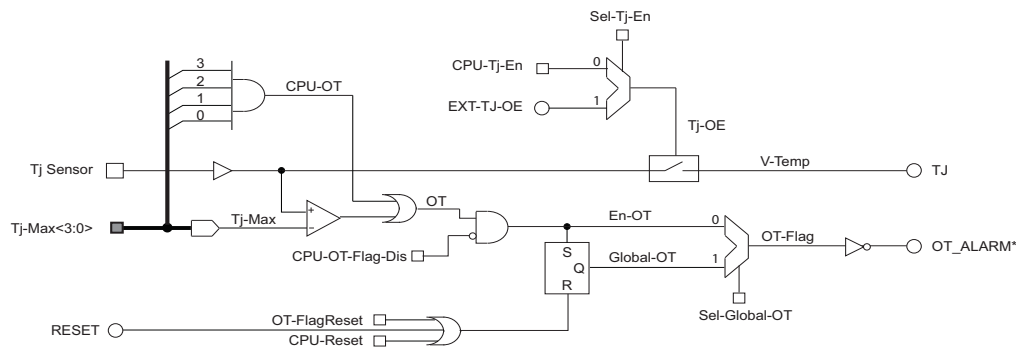 Sel-Tj-En
3
2
1
0
CPU-OT
CPU-Tj-En
0
EXT-TJ-OE
1
Tj-OE
Tj Sensor
V-Temp
TJ
Tj-Max<3:0>
Tj-Max
+
−
OT
CPU-OT-Flag-Dis
En-OT
0
S
Q
R
Global-OT
1
OT-Flag
OT_ALARM*
Sel-Global-OT
RESET
OT-FlagReset
CPU-Reset